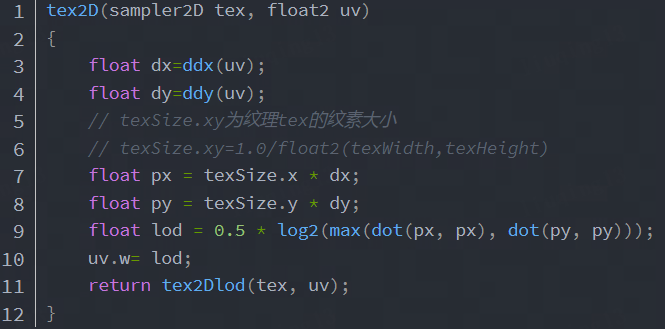 1 tex2D(sampler2D tex, float2 uv)
2 {
3     float dx=ddx(uv);
4     float dy=ddy(uv);
5     // texSize.xy为纹理tex的纹素大小
6     // texSize.xy=1.0/float2(texWidth,texHeight)
7     float px = texSize.x * dx;
8     float py = texSize.y * dy;
9     float lod = 0.5 * log2(max(dot(px, px), dot(py, py)));
10     uv.w= lod;
11     return tex2Dlod(tex, uv);
12 }